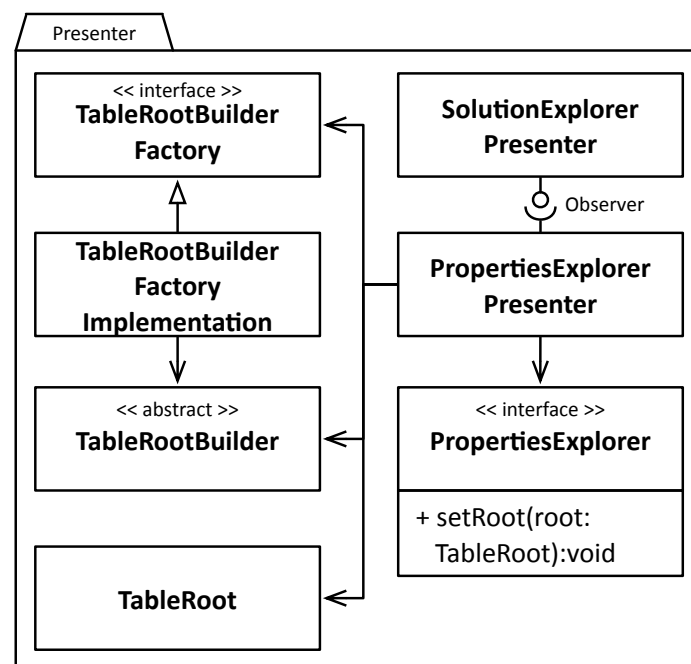 Presenter
<< interface >>
TableRootBuilder
Factory
SolutionExplorer
Presenter
Observer
TableRootBuilder
Factory
Implementation
PropertiesExplorer
Presenter
<< abstract >>
TableRootBuilder
<< interface >>
PropertiesExplorer
+ setRoot(root:
TableRoot):void
TableRoot